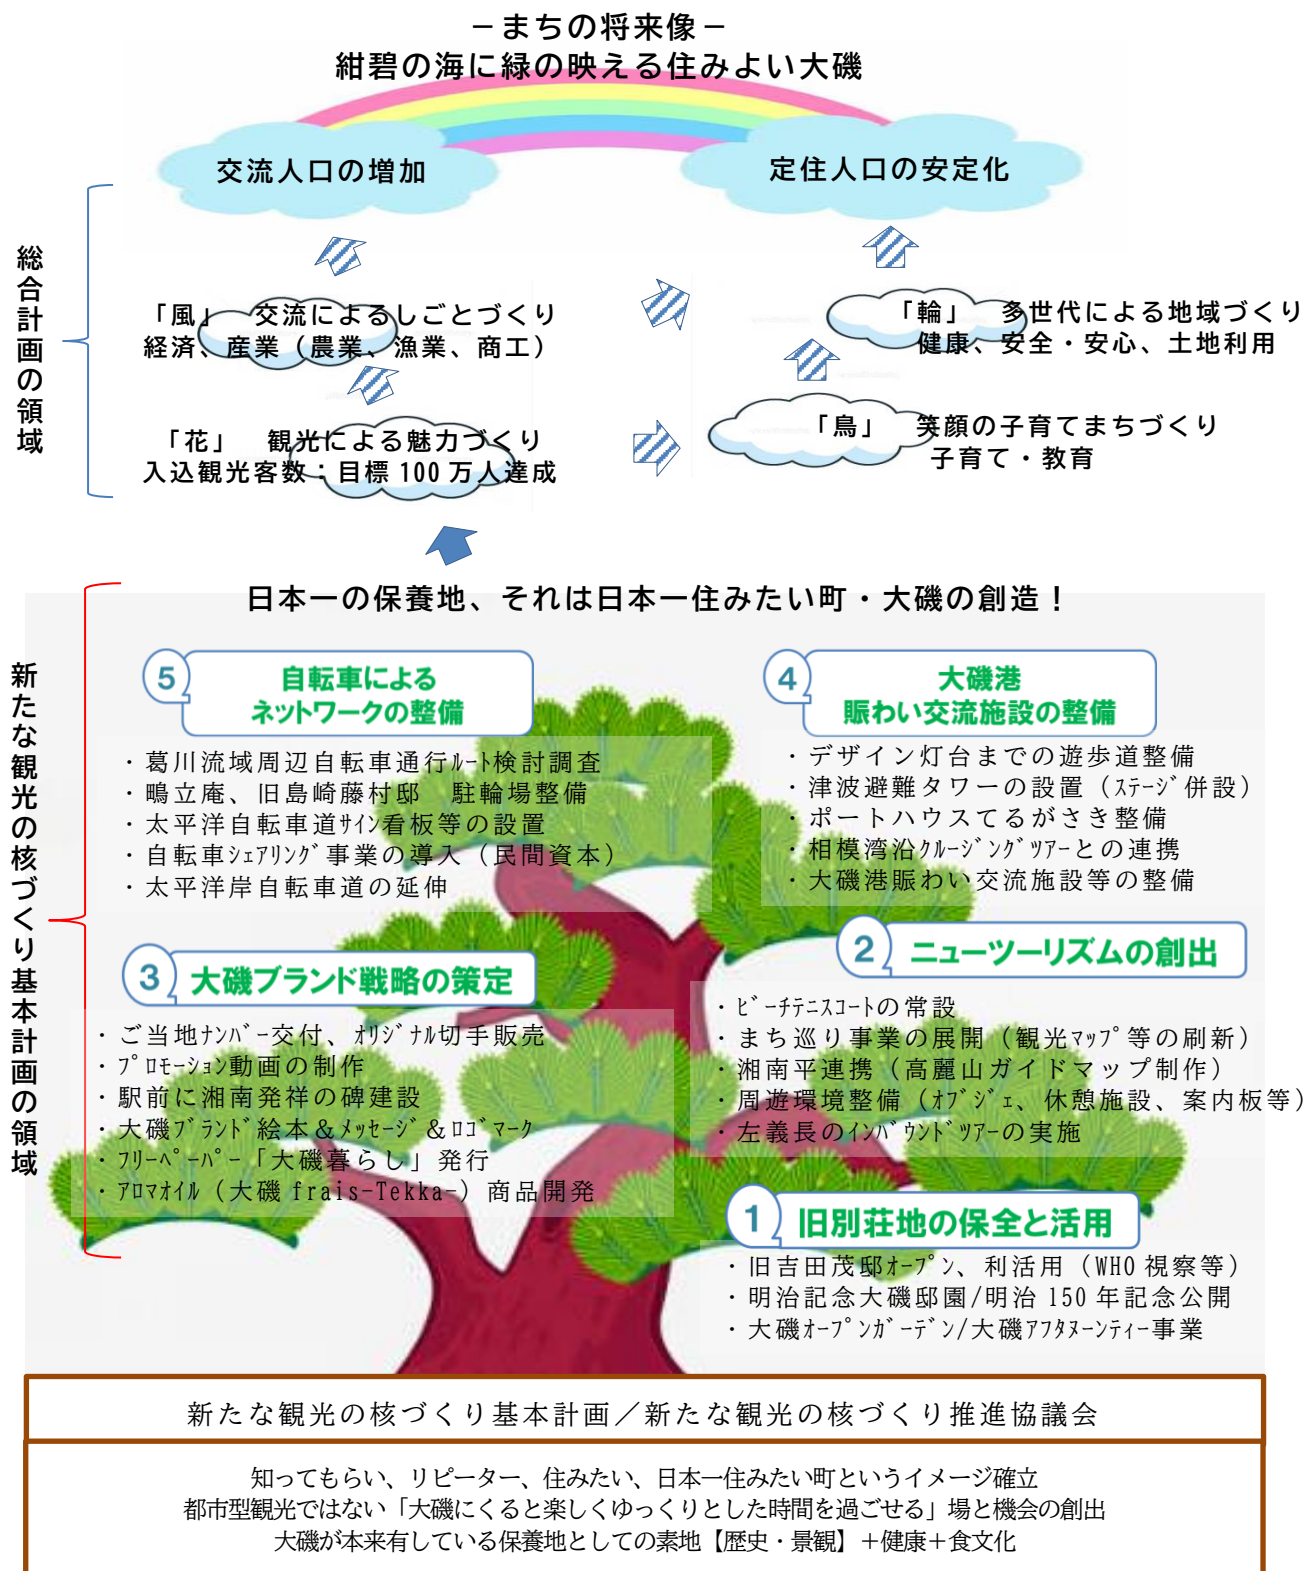 －まちの将来像－
紺碧の海に緑の映える住みよい大磯
交流人口の増加
定住人口の安定化
総合計画の領域
「風」　交流によるしごとづくり
経済、産業（農業、漁業、商工）
「輪」　多世代による地域づくり
健康、安全・安心、土地利用
「花」　観光による魅力づくり
入込観光客数：目標 100 万人達成
「鳥」　笑顔の子育てまちづくり
子育て・教育
日本一の保養地、それは日本一住みたい町・大磯の創造！
新たな観光の核づくり基本計画の領域
5 自転車による
ネットワークの整備
・葛川流域周辺自転車通行ﾙｰﾄ検討調査
・鴫立庵、旧島崎藤村邸　駐輪場整備
・太平洋自転車道ｻｲﾝ看板等の設置
・自転車ｼｪｱﾘﾝｸﾞ事業の導入（民間資本）
・太平洋岸自転車道の延伸
4 大磯港
賑わい交流施設の整備
・デザイン灯台までの遊歩道整備
・津波避難タワーの設置（ｽﾃｰｼﾞ併設）
・ポートハウスてるがさき整備
・相模湾沿ｸﾙｰｼﾞﾝｸﾞﾂｱｰとの連携
・大磯港賑わい交流施設等の整備
3 大磯ブランド戦略の策定
・ご当地ﾅﾝﾊﾞｰ交付、ｵﾘｼﾞﾅﾙ切手販売
・ﾌﾟﾛﾓｰｼｮﾝ動画の制作
・駅前に湘南発祥の碑建設
・大磯ﾌﾞﾗﾝﾄﾞ絵本＆ﾒｯｾｰｼﾞ＆ﾛｺﾞﾏｰｸ
・ﾌﾘｰﾍﾟｰﾊﾟｰ「大磯暮らし」発行
・ｱﾛﾏｵｲﾙ（大磯 frais-Tekka-）商品開発
2 ニューツーリズムの創出
・ﾋﾞｰﾁﾃﾆｽｺｰﾄの常設
・まち巡り事業の展開（観光ﾏｯﾌﾟ等の刷新）
・湘南平連携（高麗山ガイドマップ制作）
・周遊環境整備（ｵﾌﾞｼﾞｪ、休憩施設、案内板等）
・左義長のｲﾝﾊﾞｳﾝﾄﾞﾂｱｰの実施
1 旧別荘地の保全と活用
・旧吉田茂邸ｵｰﾌﾟﾝ、利活用（WHO 視察等）
・明治記念大磯邸園/明治 150 年記念公開
・大磯ｵｰﾌﾟﾝｶﾞｰﾃﾞﾝ/大磯ｱﾌﾀﾇｰﾝﾃｨｰ事業
新たな観光の核づくり基本計画／新たな観光の核づくり推進協議会
知ってもらい、リピーター、住みたい、日本一住みたい町というイメージ確立
都市型観光ではない「大磯にくると楽しくゆっくりとした時間を過ごせる」場と機会の創出
大磯が本来有している保養地としての素地【歴史・景観】＋健康＋食文化